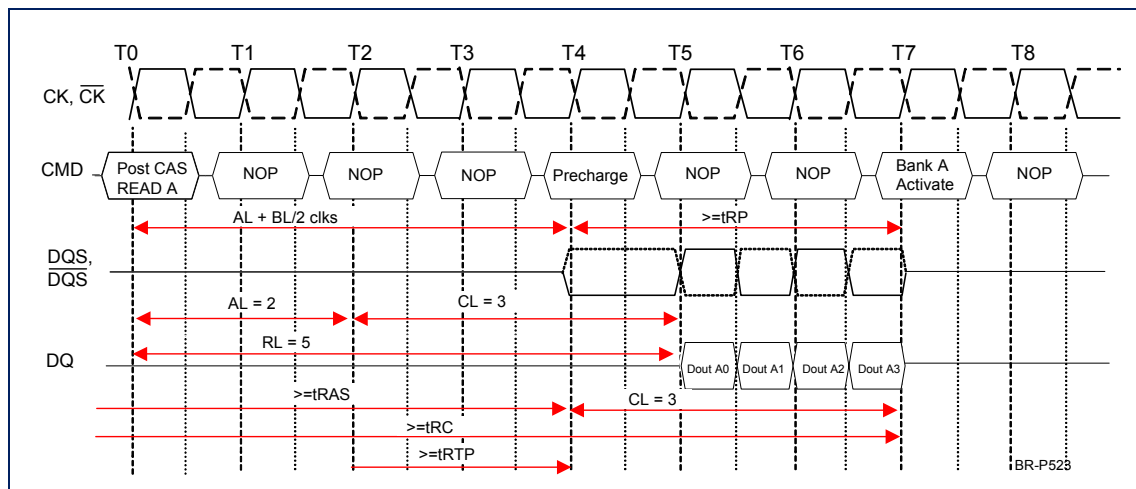 T0 T1 T2 T3 T4 T5 T6 T7 T8
CK, CK
CMD
Post CAS
READ A
NOP
NOP
NOP
Precharge
NOP
NOP
Bank A
Activate
NOP
AL + BL/2 clks
>=tRP
DQS,
DQS
AL = 2
CL = 3
RL = 5
DQ
Dout A0
Dout A1
Dout A2
Dout A3
>=tRAS
CL = 3
>=tRC
>=tRTP
BR-P523